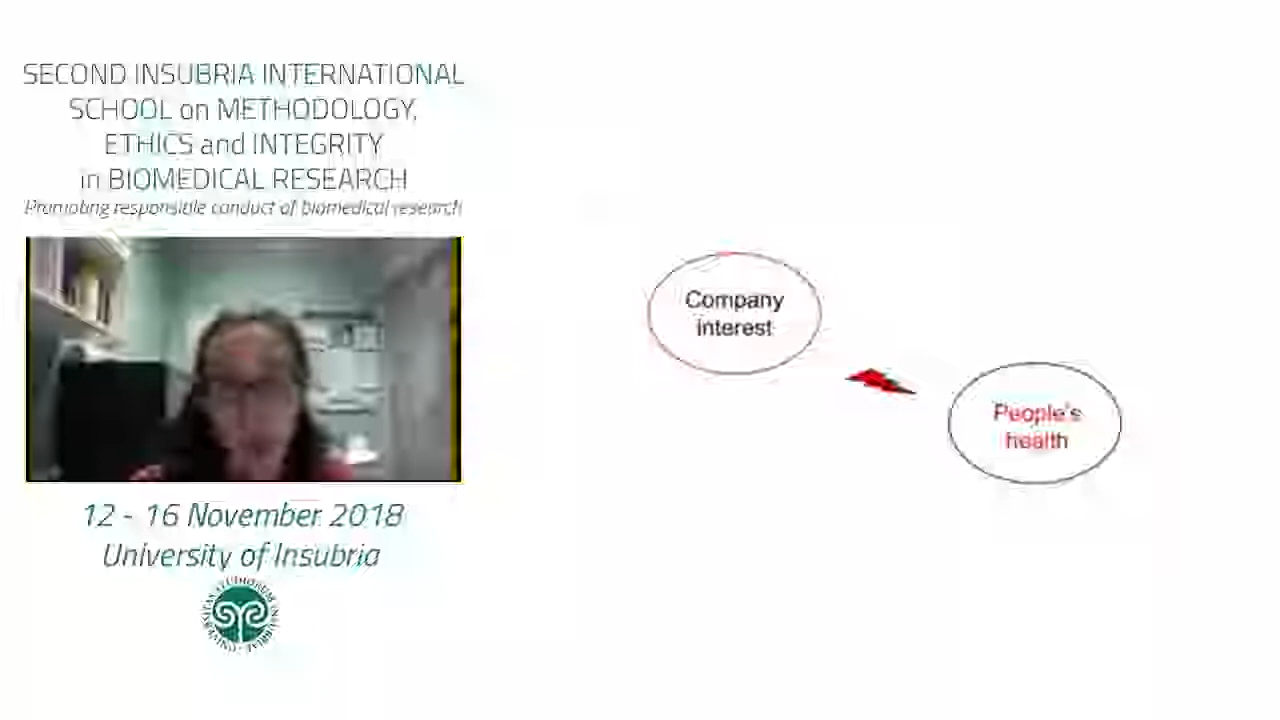 SECOND INSUBRIA INTERNATIONAL
SCHOOL on METHODOLOGY,
ETHICS and INTEGRITY
in BIOMEDICAL RESEARCH
Promoting responsible conduct of biomedical research
12 - 16 November 2018
University of Insubria
Company
interest
People's
health